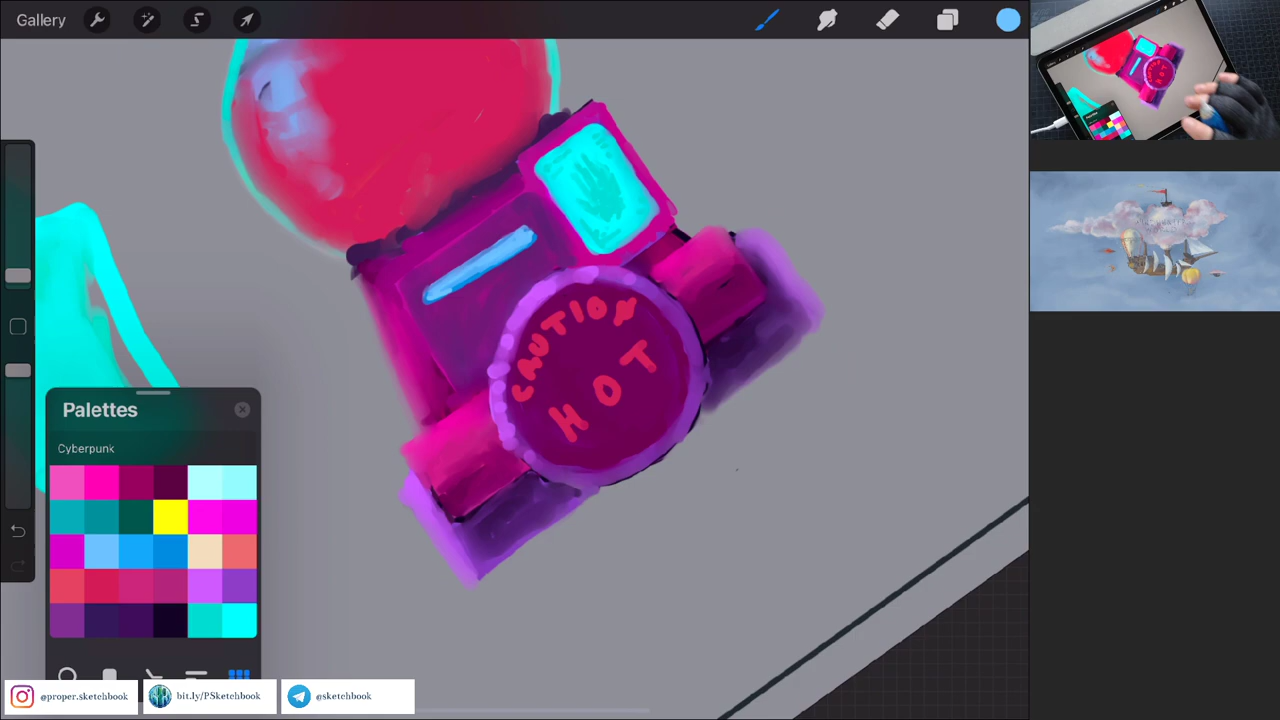 Gallery
CAUTION
HOT
Palettes
Cyberpunk
@proper.sketchbook
bit.ly/PSketchbook
@sketchbook